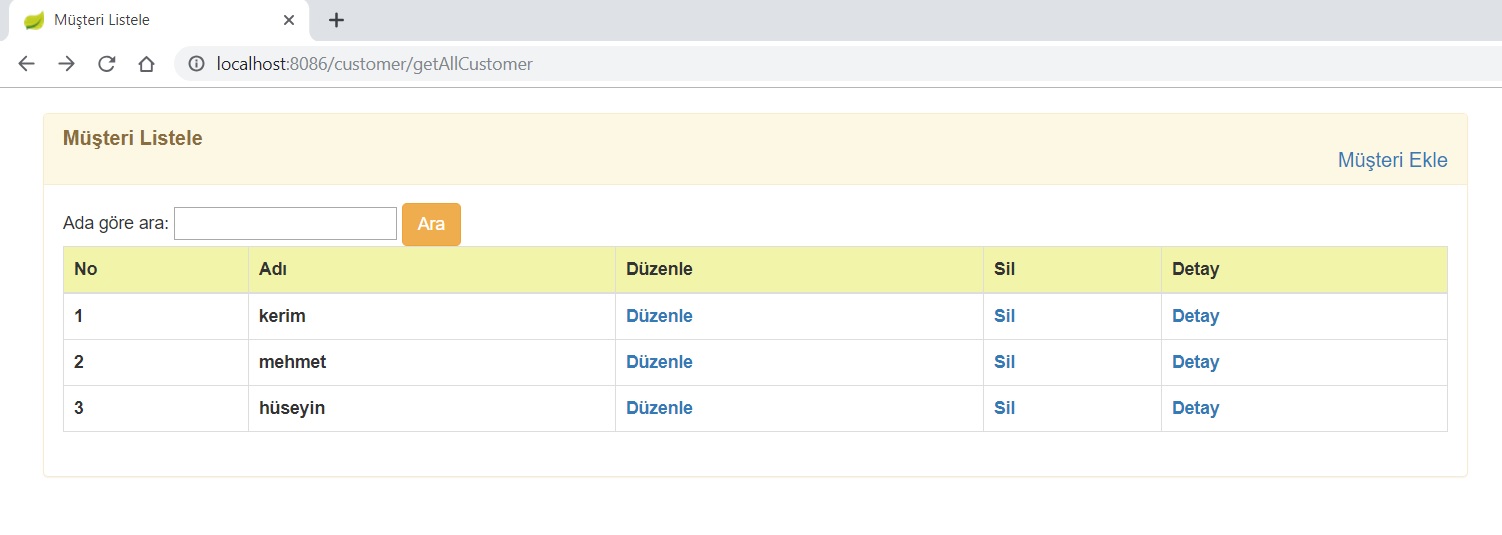 Müşteri Listele
localhost:8086/customer/getAllCustomer
Müşteri Listele
Müşteri Ekle
Ada göre ara: Ara
No Adı Düzenle Sil Detay
1 kerim Düzenle Sil Detay
2 mehmet Düzenle Sil Detay
3 hüseyin Düzenle Sil Detay